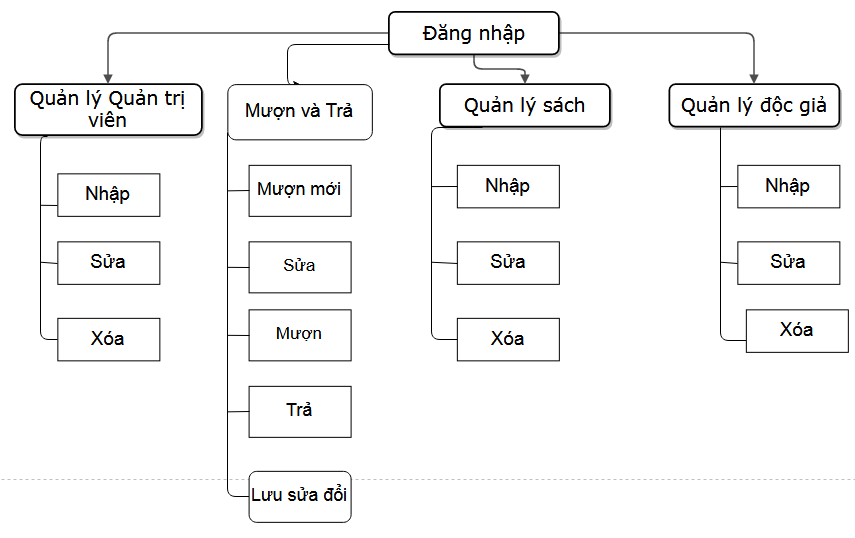 Đăng nhập
Quản lý Quản trị
viên
Mượn và Trả
Quản lý sách
Quản lý độc giả
Nhập
Sửa
Xóa
Mượn mới
Sửa
Mượn
Trả
Lưu sửa đổi
Nhập
Sửa
Xóa
Nhập
Sửa
Xóa